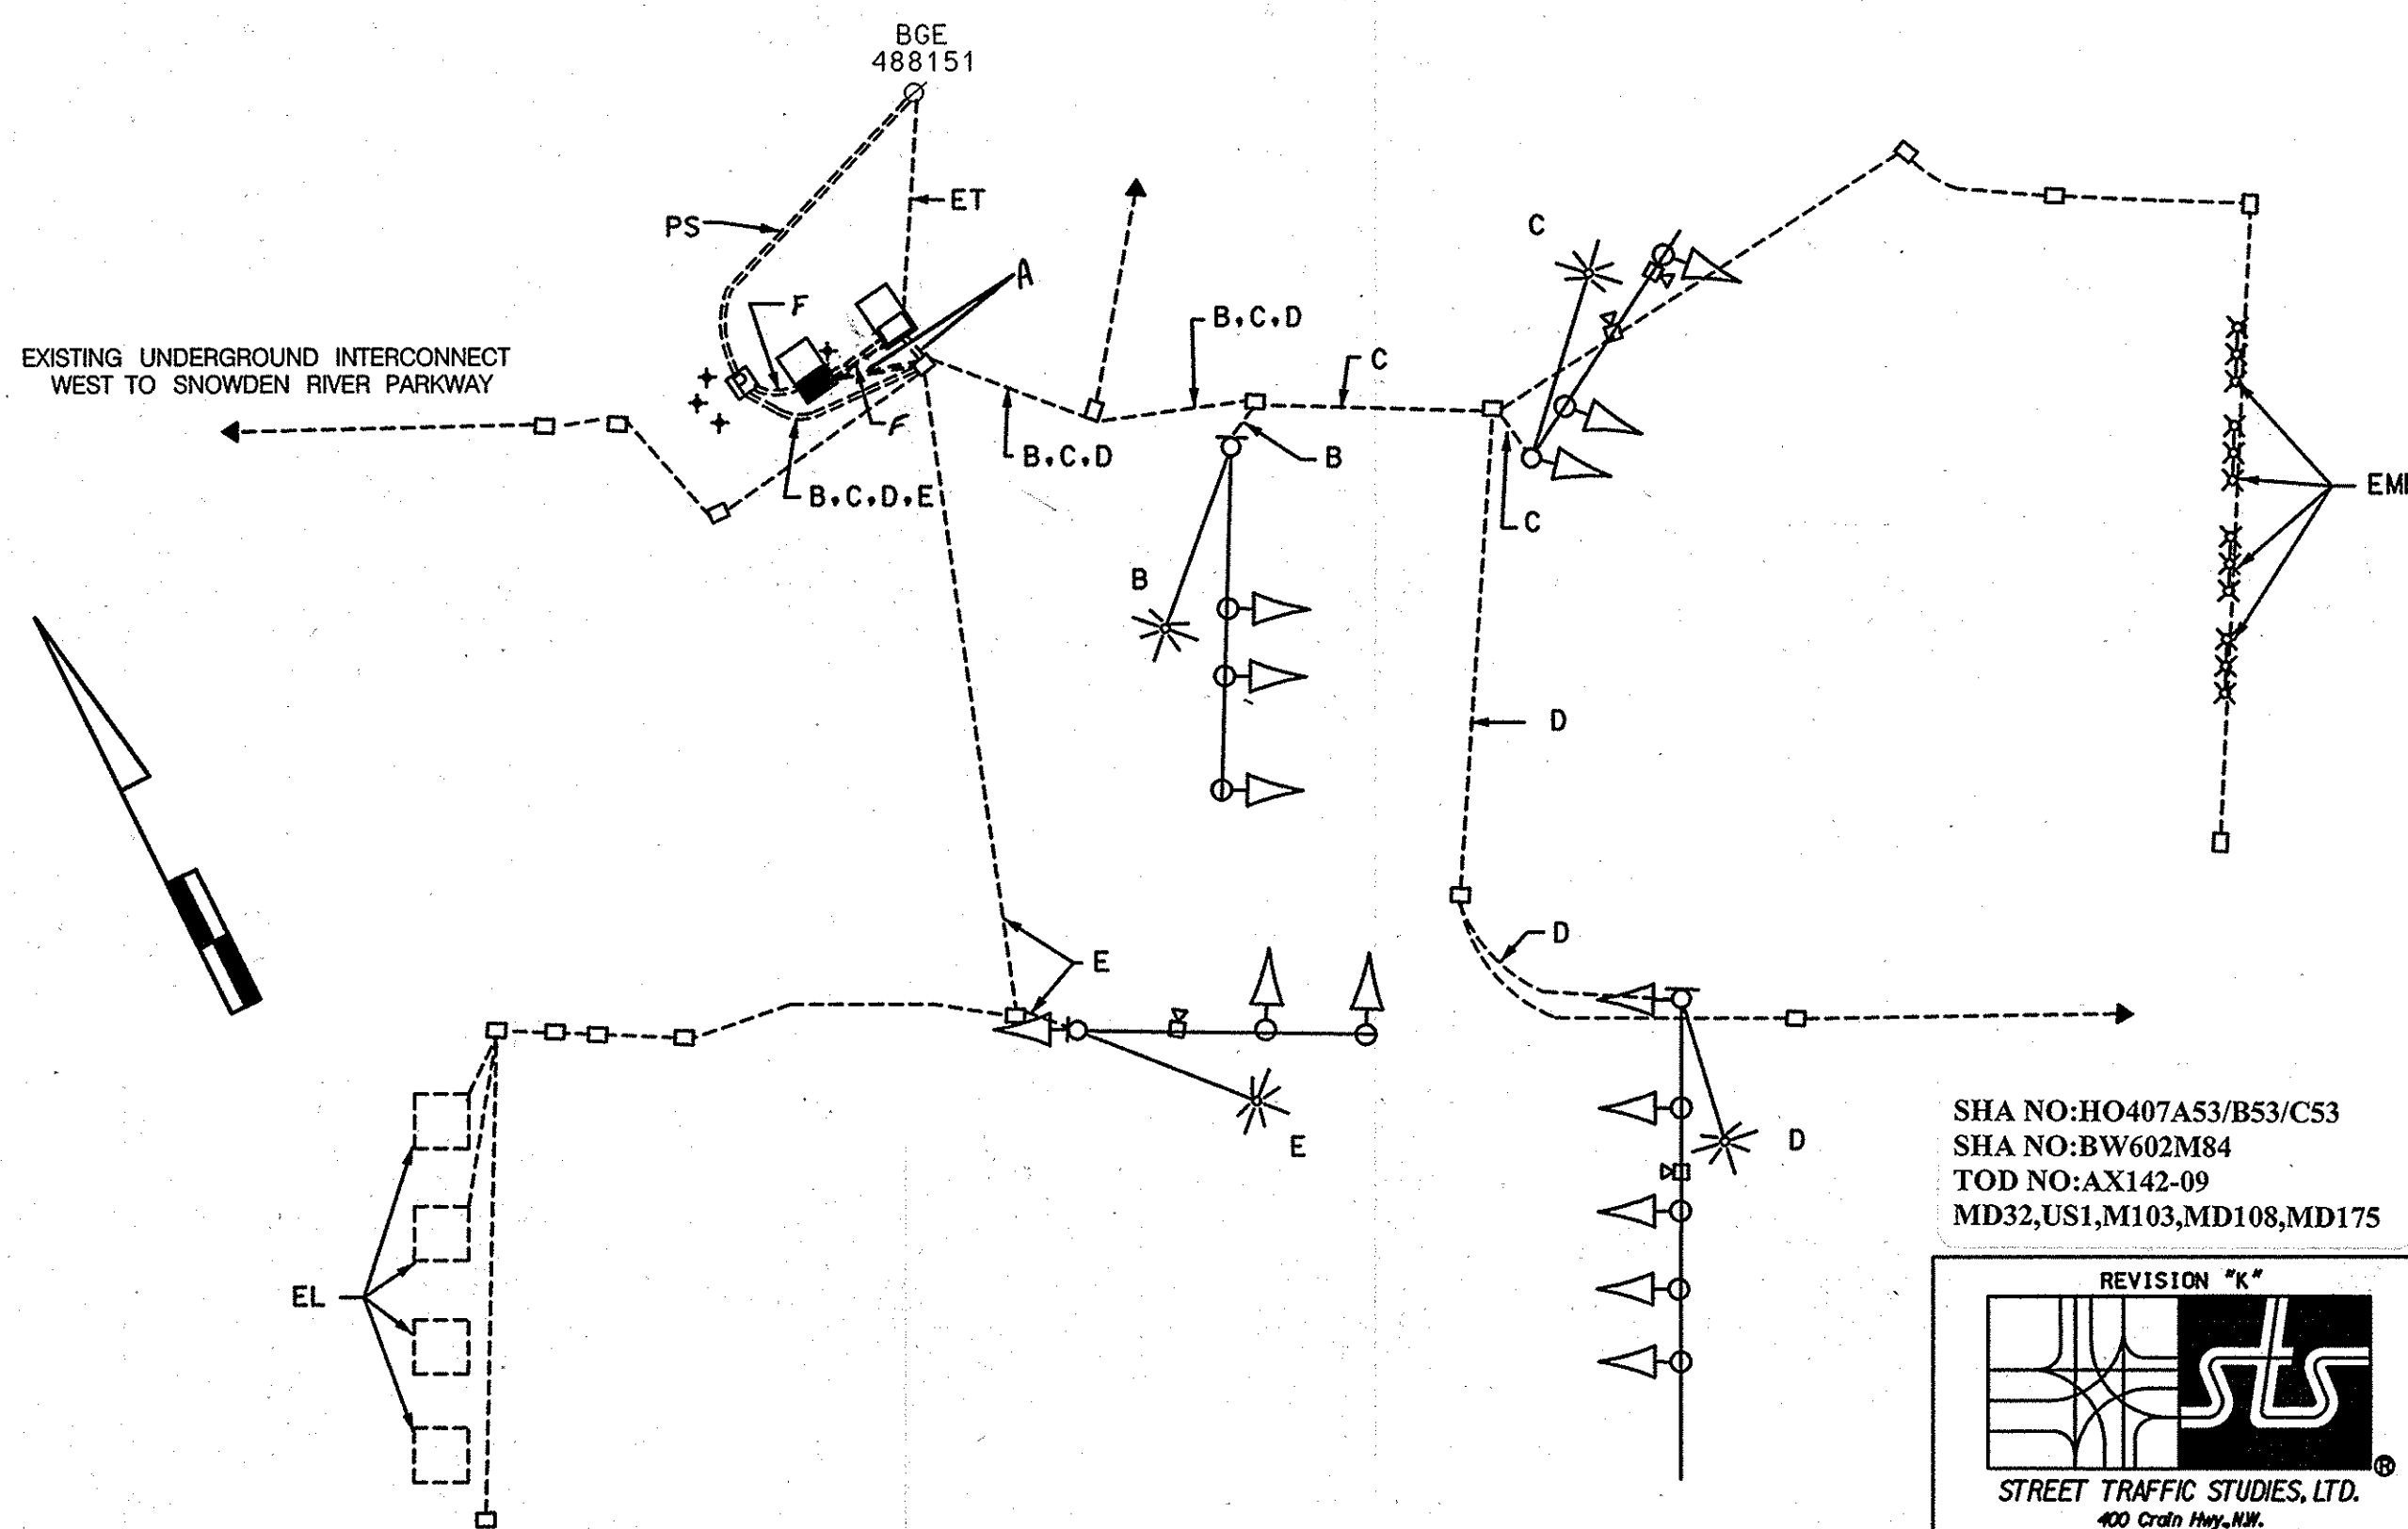 BGE
488151
ET
PS
A
C
F
B,C,D
C
EXISTING UNDERGROUND INTERCONNECT
WEST TO SNOWDEN RIVER PARKWAY
F
B,C,D
B
B,C,D,E
C
B
D
D
E
E
D
EL
SHA NO:HO407A53/B53/C53
SHA NO:BW602M84
TOD NO:AX142-09
MD32,US1,M103,MD108,MD175
REVISION "K"
STS
®
STREET TRAFFIC STUDIES, LTD.
400 Crain Hwy., N.W.